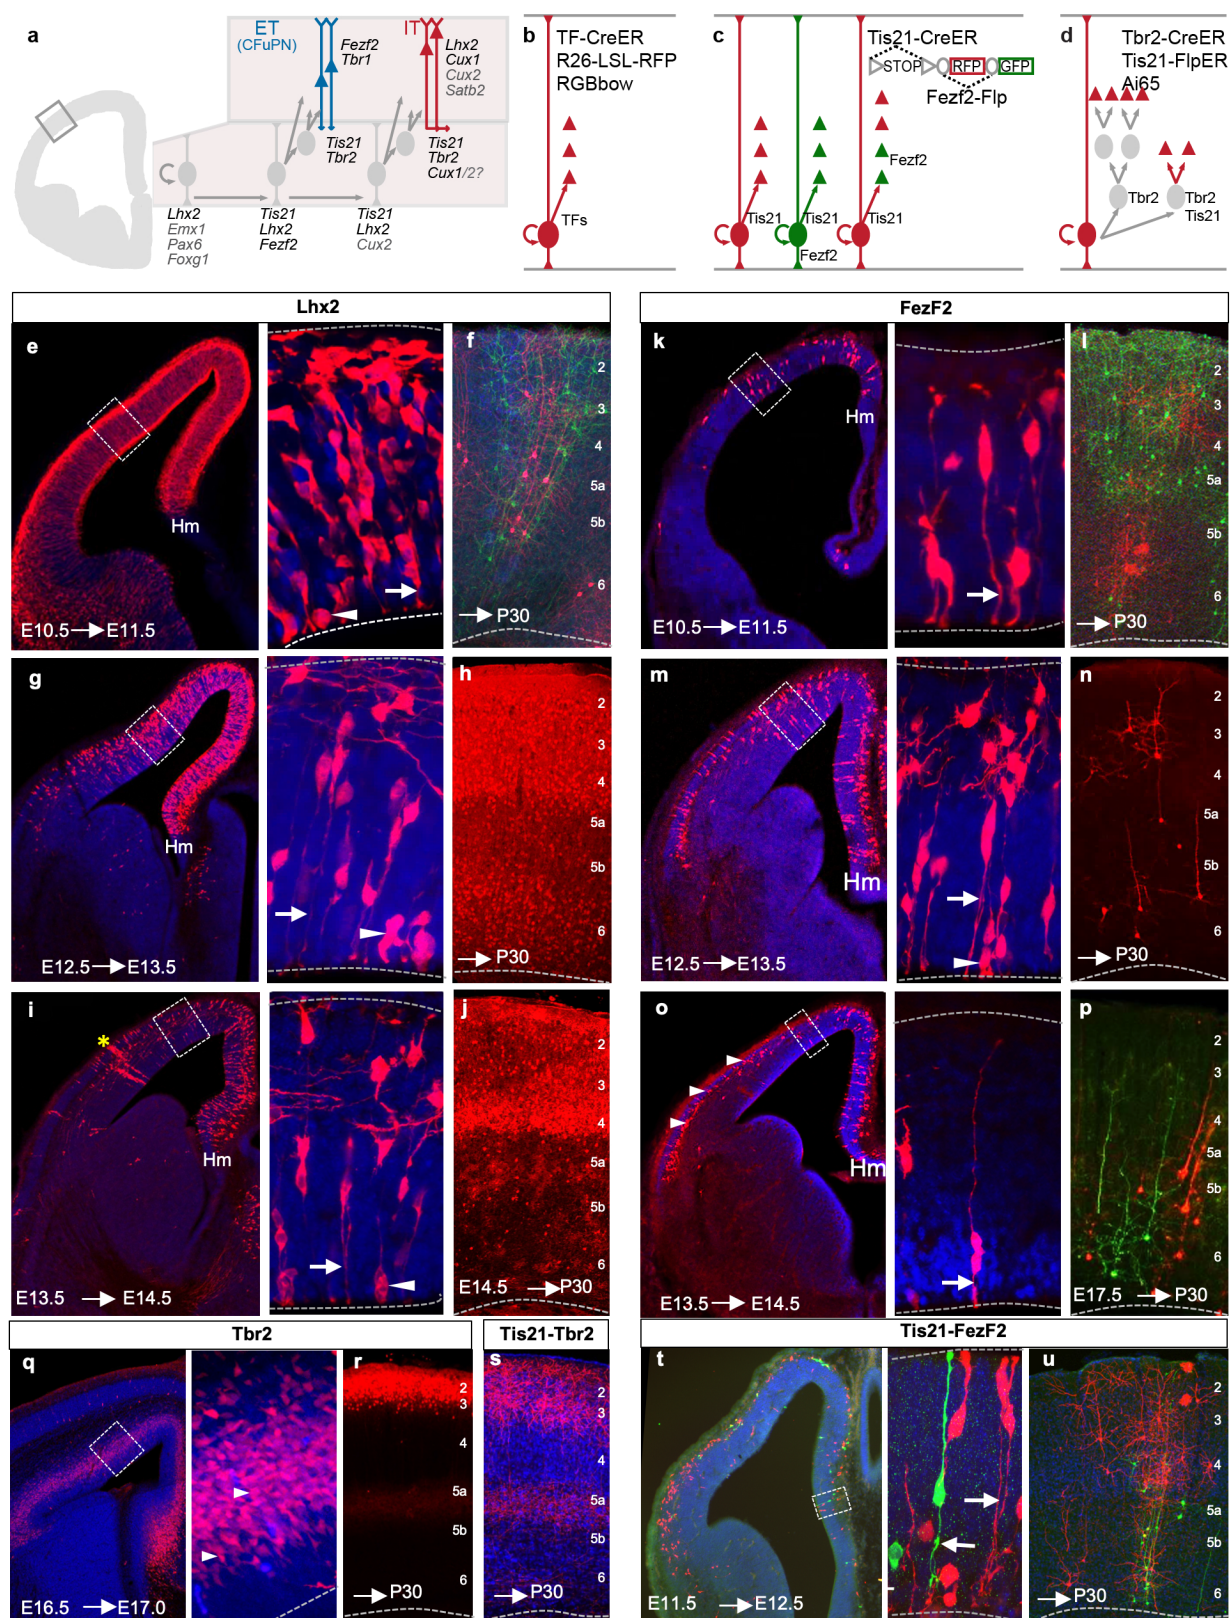 a
ET
(CFuPN)
Fezf2
Tbr1
IT
Lhx2
Cux1
Cux2
Satb2
Tis21
Tbr2
Tis21
Tbr2
Cux1/2?
Lhx2
Emx1
Pax6
Foxg1
Tis21
Lhx2
Fezf2
Tis21
Lhx2
Cux2
b
TF-CreER
R26-LSL-RFP
RGBbow
TFs
c
Tis21-CreER
STOP
RFP
GFP
Fezf2-Flp
Fezf2
Tis21
Tis21
Fezf2
Tis21
d
Tbr2-CreER
Tis21-FlpER
Ai65
Tbr2
Tbr2
Tis21
Lhx2
e
Hm
E10.5 E11.5
f
2
3
4
5a
5b
6
P30
g
Hm
E12.5 E13.5
h
2
3
4
5a
5b
6
P30
i
*
Hm
E13.5 E14.5
j
2
3
4
5a
5b
6
E14.5 P30
FezF2
k
Hm
E10.5 E11.5
l
2
3
4
5a
5b
6
P30
m
Hm
E12.5 E13.5
n
2
3
4
5a
5b
6
P30
o
Hm
E13.5 E14.5
p
2
3
4
5a
5b
6
E17.5 P30
Tbr2
q
E16.5 E17.0
r
2
3
4
5a
5b
6
P30
Tis21-Tbr2
s
2
3
4
5a
5b
6
P30
Tis21-FezF2
t
E11.5 E12.5
u
2
3
4
5a
5b
6
P30